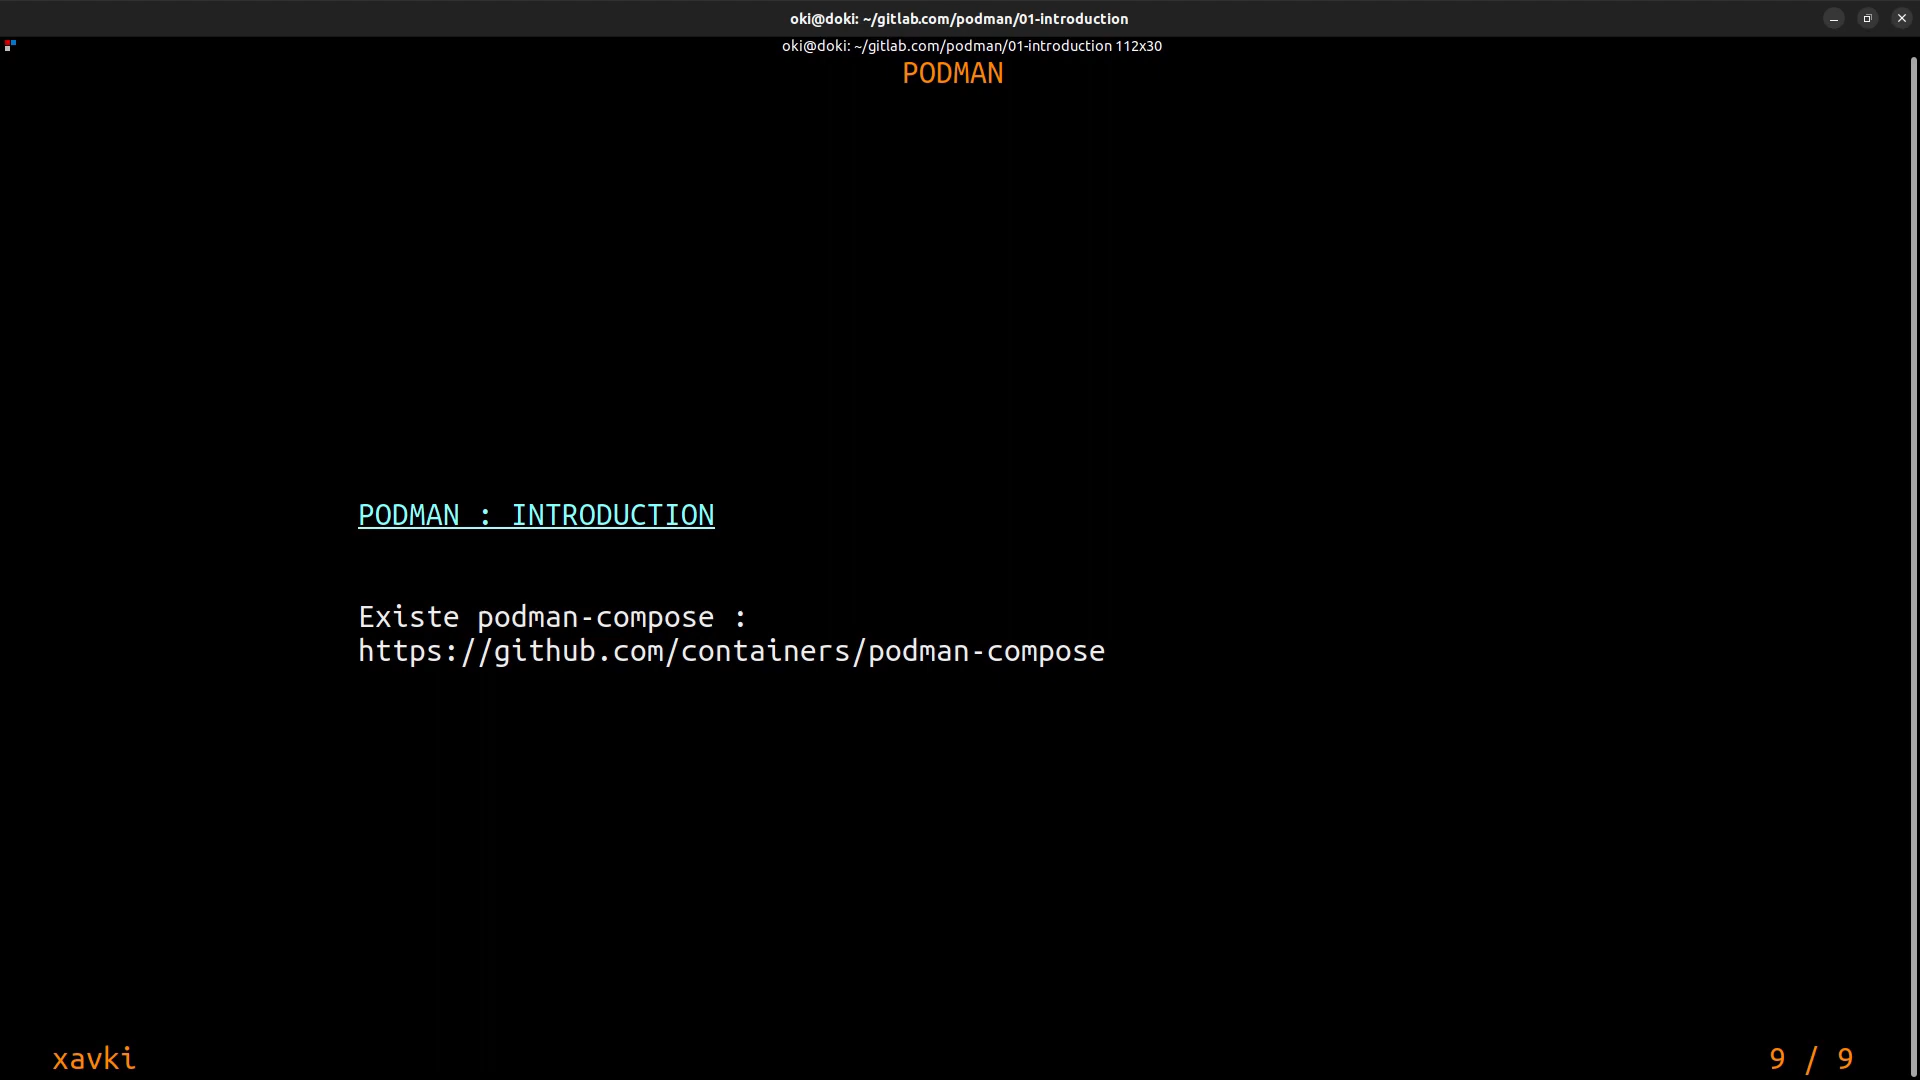 oki@doki: ~/gitlab.com/podman/01-introduction
oki@doki: ~/gitlab.com/podman/01-introduction 112x30
PODMAN
PODMAN : INTRODUCTION
Existe podman-compose :
https://github.com/containers/podman-compose
xavki
9 / 9